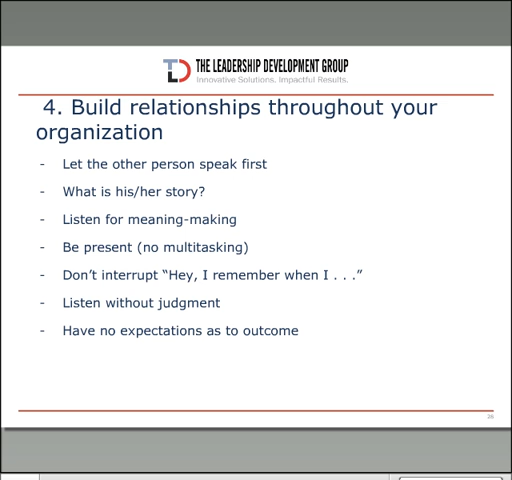 THE LEADERSHIP DEVELOPMENT GROUP
Innovative Solutions. Impactful Results.
4. Build relationships throughout your
organization
- Let the other person speak first
- What is his/her story?
- Listen for meaning-making
- Be present (no multitasking)
- Don’t interrupt “Hey, I remember when I . . .”
- Listen without judgment
- Have no expectations as to outcome
26